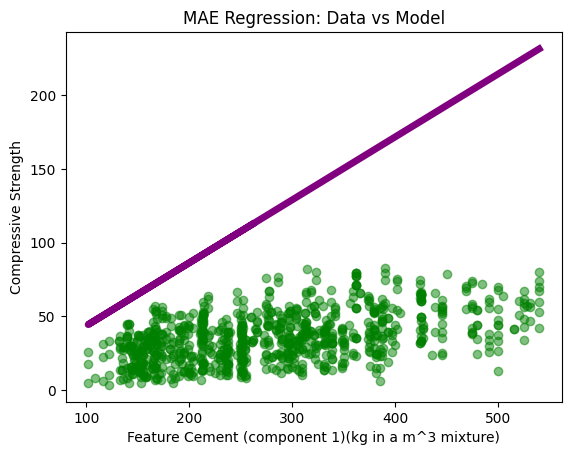 MAE Regression: Data vs Model
Compressive Strength
200
150
100
50
0
100 200 300 400 500
Feature Cement (component 1)(kg in a m^3 mixture)